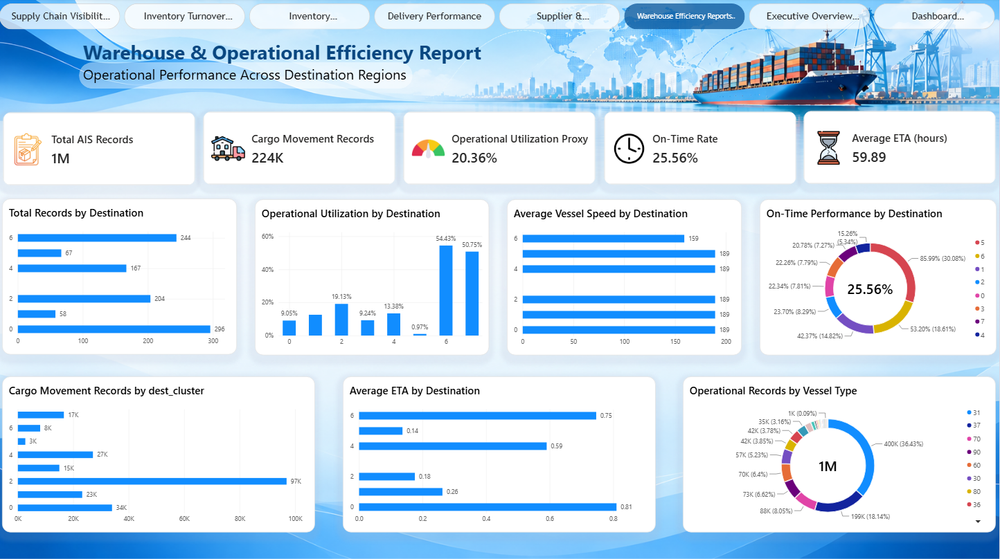 Supply Chain Visibilit...
Inventory Turnover...
Inventory...
Delivery Performance
Supplier &...
Warehouse Efficiency Reports..
Executive Overview...
Dashboard...
Warehouse & Operational Efficiency Report
Operational Performance Across Destination Regions
Total AIS Records
1M
Cargo Movement Records
224K
Operational Utilization Proxy
20.36%
On-Time Rate
25.56%
Average ETA (hours)
59.89
Total Records by Destination
6
244
67
4
167
2
204
58
0
296
0
100
200
300
Operational Utilization by Destination
60%
40%
20%
0%
9.05%
19.13%
9.24%
13.38%
0.97%
54.43%
50.75%
0
2
4
6
Average Vessel Speed by Destination
6
159
189
4
189
2
189
189
0
189
0
50
100
150
200
On-Time Performance by Destination
15.26%
(5.34%)
20.78% (7.27%)
22.26% (7.79%)
22.34% (7.81%)
23.70% (8.29%)
42.37% (14.82%)
85.99% (30.08%)
53.20% (18.61%)
25.56%
5
6
1
2
0
3
7
4
Cargo Movement Records by dest_cluster
17K
6
8K
3K
4
27K
15K
2
97K
23K
0
34K
0K
20K
40K
60K
80K
100K
Average ETA by Destination
6
0.75
0.14
4
0.59
2
0.18
0.26
0
0.81
0.0
0.2
0.4
0.6
0.8
Operational Records by Vessel Type
1K (0.09%)
35K (3.16%)
42K (3.78%)
42K (3.85%)
57K (5.23%)
70K (6.4%)
73K (6.62%)
88K (8.05%)
400K (36.43%)
199K (18.14%)
1M
31
37
70
90
60
30
80
36